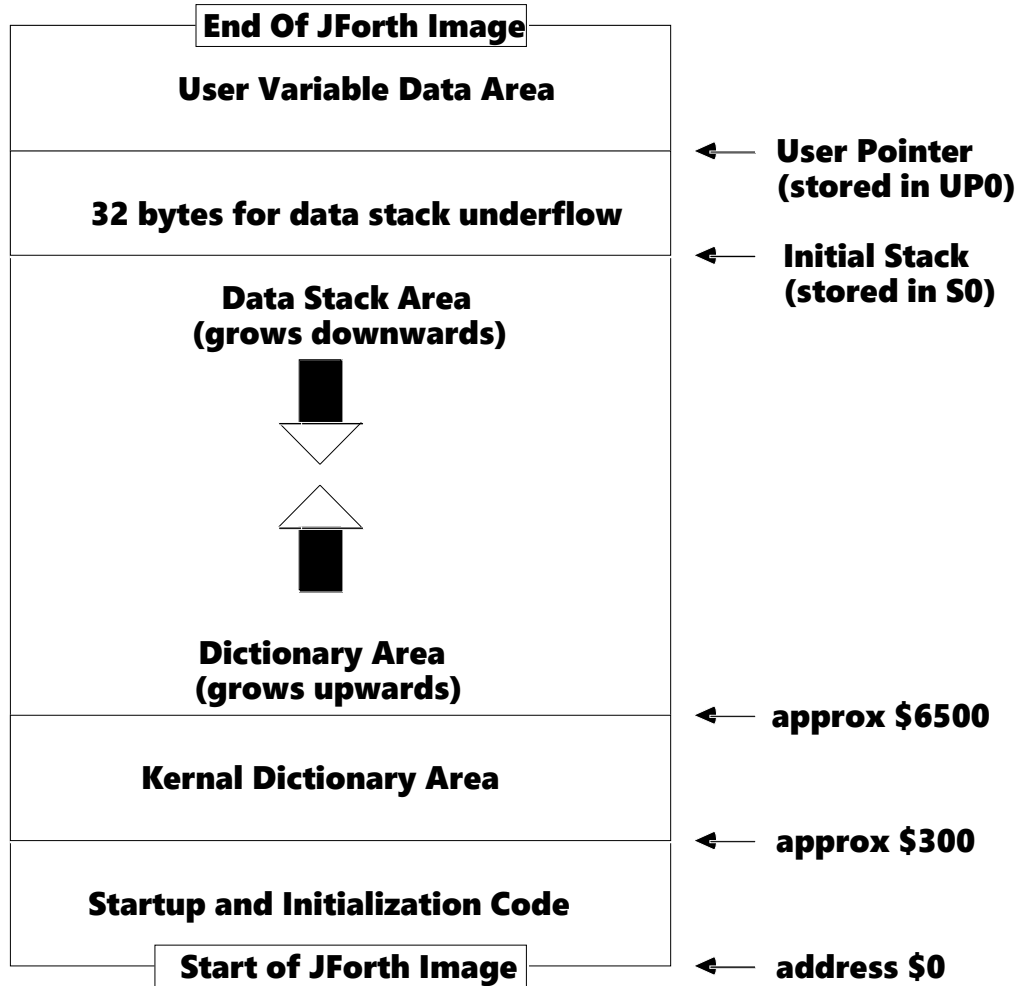 End Of JForth Image
User Variable Data Area
User Pointer
(stored in UP0)
32 bytes for data stack underflow
Initial Stack
(stored in S0)
Data Stack Area
(grows downwards)
Dictionary Area
(grows upwards)
approx $6500
Kernal Dictionary Area
approx $300
Startup and Initialization Code
Start of JForth Image
address $0